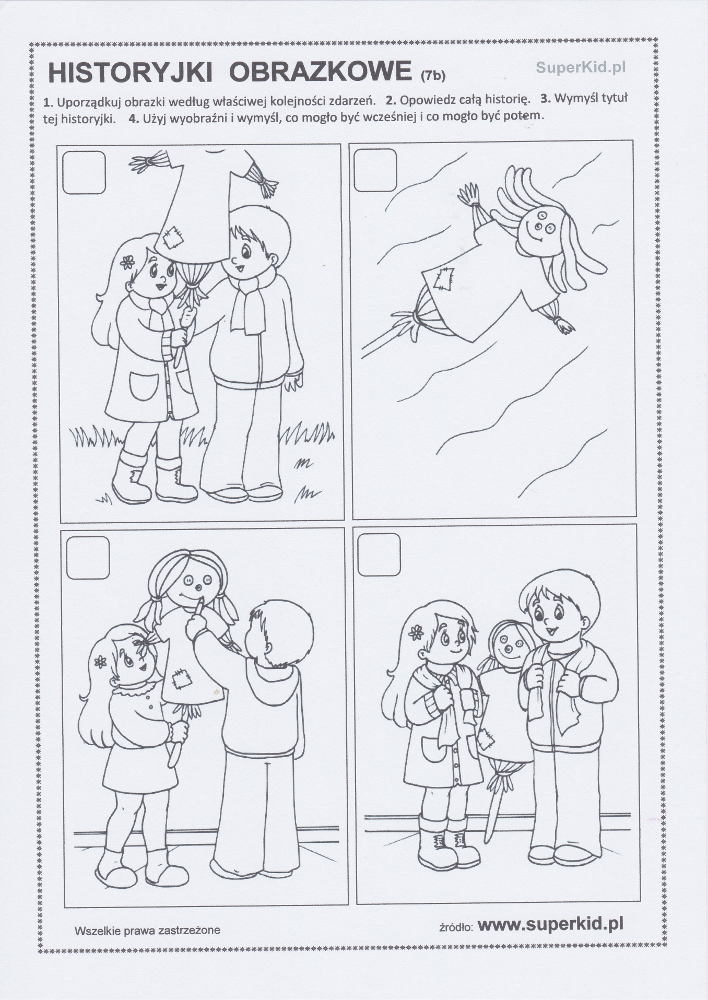 HISTORYJKI OBRAZKOWE (7b)
SuperKid.pl
1. Uporządkuj obrazki według właściwej kolejności zdarzeń. 2. Opowiedz całą historię. 3. Wymyśl tytuł
tej historyjki. 4. Użyj wyobraźni i wymyśl, co mogło być wcześniej i co mogło być potem.
Wszelkie prawa zastrzeżone
źródło: www.superkid.pl